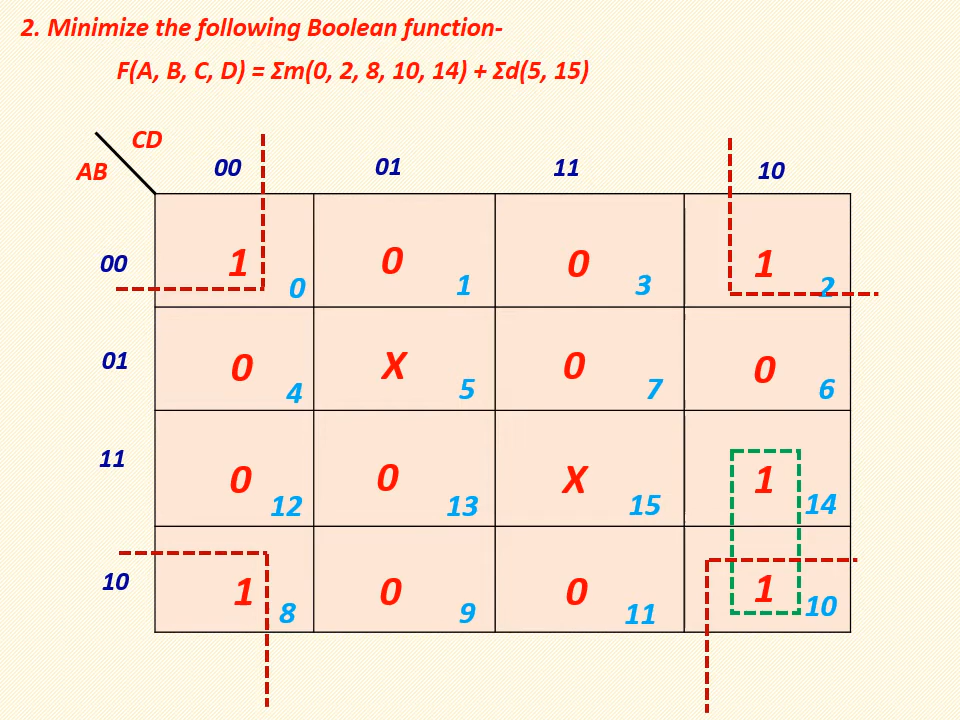 2. Minimize the following Boolean function-
F(A, B, C, D) = Σm(0, 2, 8, 10, 14) + Σd(5, 15)
CD
AB
00 01 11 10
00 1 0 0 1 0 3 1 2
01 0 4 X 5 0 7 0 6
11 0 12 0 13 X 15 1 14
10 1 8 0 9 0 11 1 10